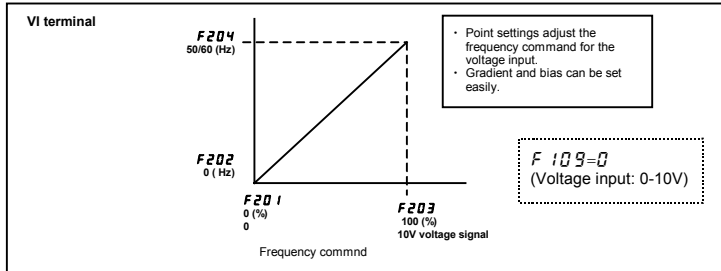 VI terminal
F204
50/60 (Hz)
F202
0 ( Hz)
F201
0 (%)
0
F203
100 (%)
10V voltage signal
Frequency commnd
・ Point settings adjust the
frequency command for the
voltage input.
・ Gradient and bias can be set
easily.
F109=0
(Voltage input: 0-10V)